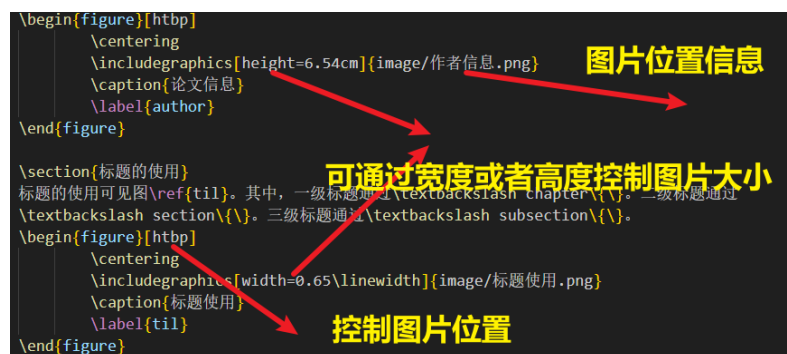 \begin{figure}[htbp]
\centering
\includegraphics[height=6.54cm]{image/作者信息.png}
图片位置信息
\caption{论文信息}
\label{author}
\end{figure}
\section{标题的使用}
可通过宽度或者高度控制图片大小
标题的使用可见图\ref{til}。其中，一级标题通过\textbackslash chapter\{\}。二级标题通过
\textbackslash section\{\}。三级标题通过\textbackslash subsection\{\}。
\begin{figure}[htbp]
\centering
\includegraphics[width=0.65\linewidth]{image/标题使用.png}
\caption{标题使用}
\label{til}
控制图片位置
\end{figure}